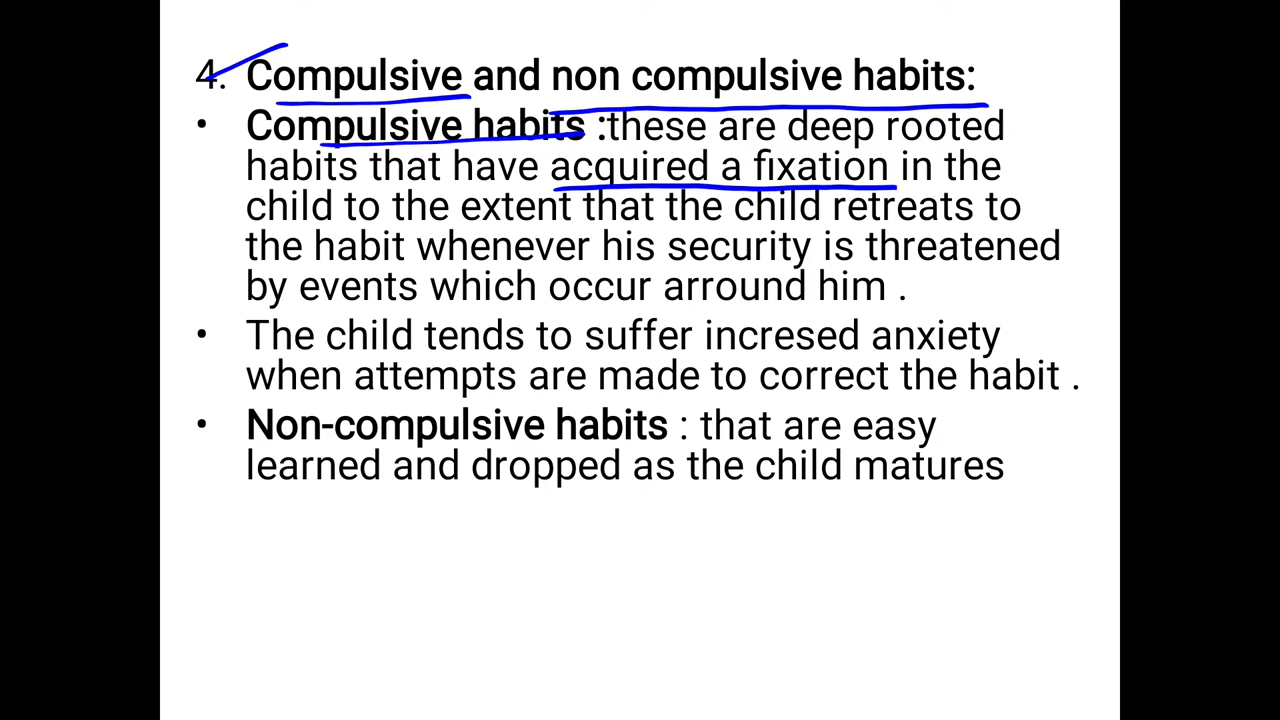 4. Compulsive and non compulsive habits:
• Compulsive habits :these are deep rooted
habits that have acquired a fixation in the
child to the extent that the child retreats to
the habit whenever his security is threatened
by events which occur arround him .
• The child tends to suffer incresed anxiety
when attempts are made to correct the habit .
• Non-compulsive habits : that are easy
learned and dropped as the child matures